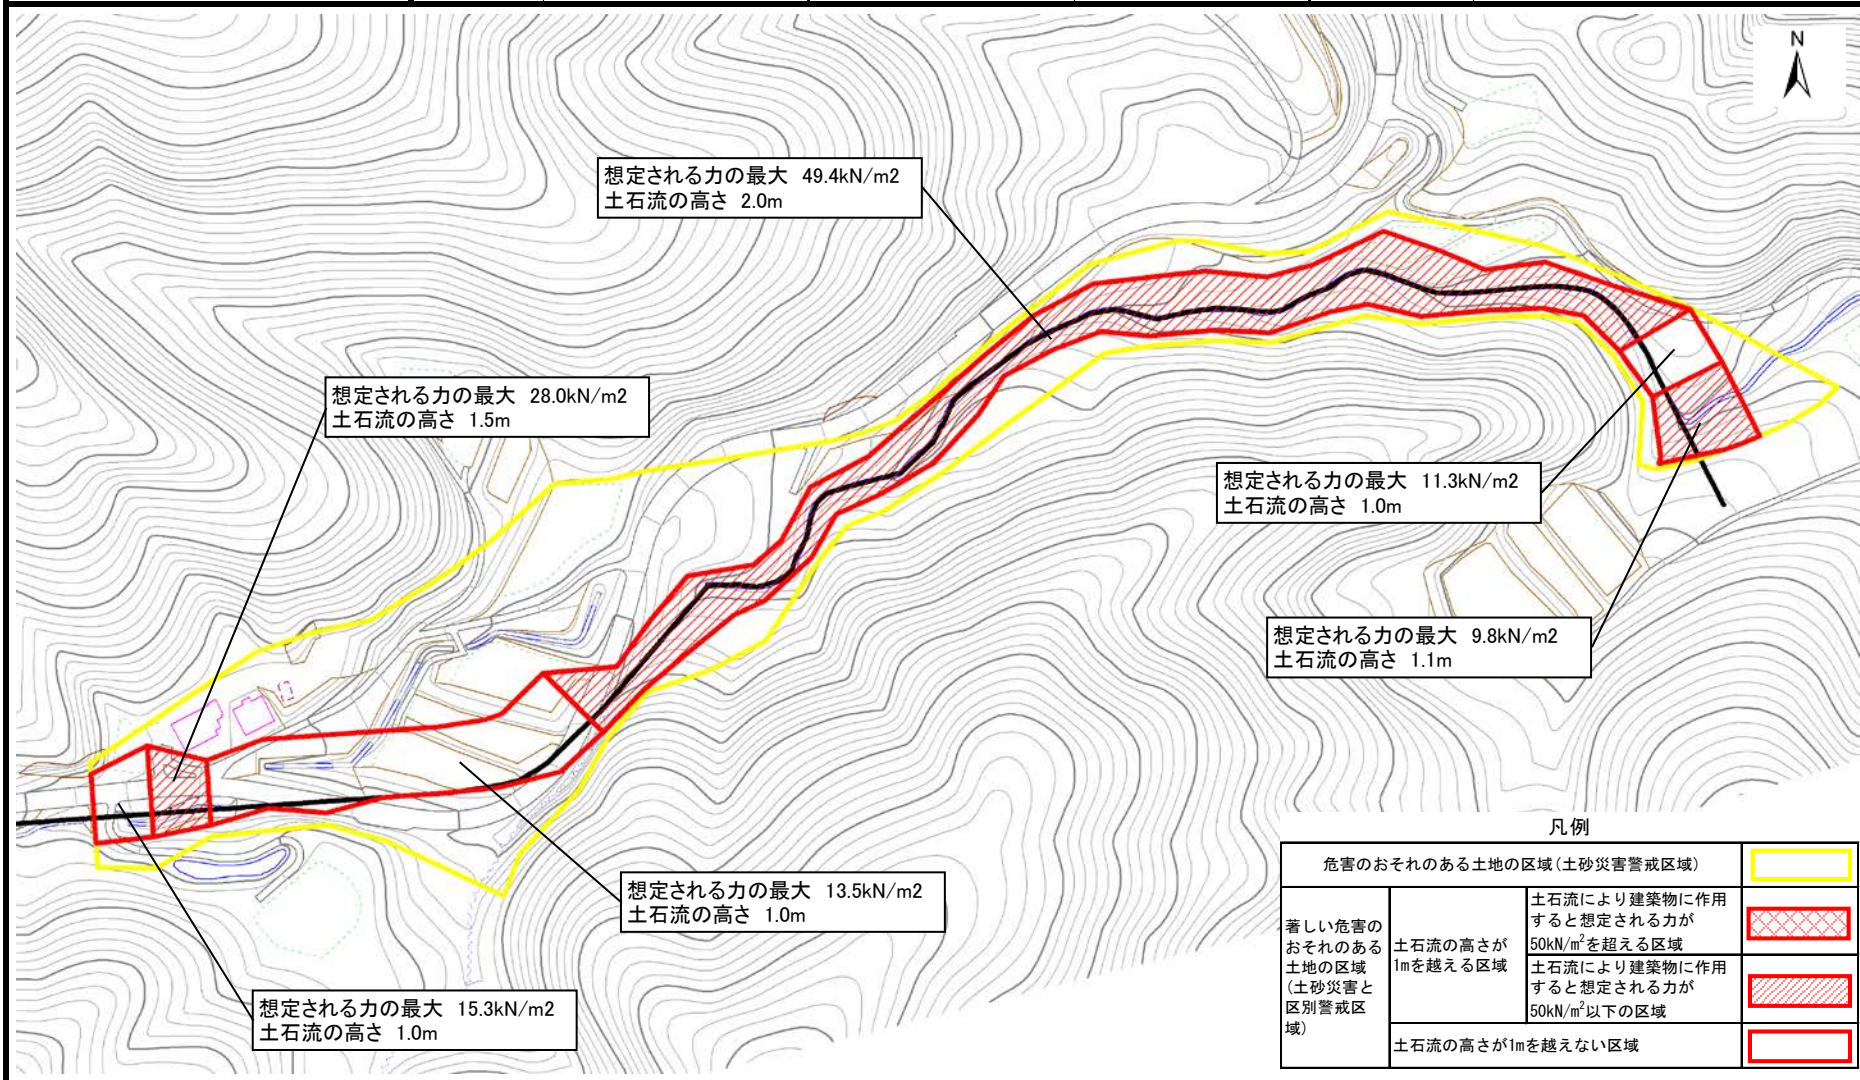 N
想定される力の最大 49.4kN/m2
土石流の高さ 2.0m
想定される力の最大 28.0kN/m2
土石流の高さ 1.5m
想定される力の最大 11.3kN/m2
土石流の高さ 1.0m
想定される力の最大 9.8kN/m2
土石流の高さ 1.1m
想定される力の最大 13.5kN/m2
土石流の高さ 1.0m
想定される力の最大 15.3kN/m2
土石流の高さ 1.0m
凡例
危害のおそれのある土地の区域(土砂災害警戒区域)
著しい危害の
おそれのある
土地の区域
(土砂災害と
区別警戒区
域)
土石流の高さが
1mを越える区域
土石流により建築物に作用
すると想定される力が
50kN/m²を超える区域
土石流により建築物に作用
すると想定される力が
50kN/m²以下の区域
土石流の高さが1mを越えない区域